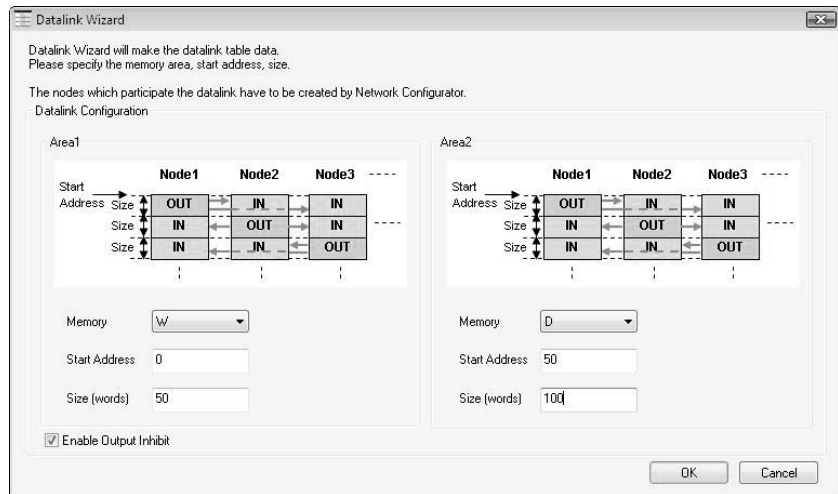 Datalink Wizard
Datalink Wizard will make the datalink table data.
Please specify the memory area, start address, size.
The nodes which participate the datalink have to be created by Network Configurator.
Datalink Configuration
Area1
Node1 Node2 Node3 ----
Start
Address Size OUT IN IN
Size IN OUT IN ----
Size IN IN OUT
Memory W
Start Address 0
Size (words) 50
Area2
Node1 Node2 Node3 ----
Start
Address Size OUT IN IN
Size IN OUT IN ----
Size IN IN OUT
Memory D
Start Address 50
Size (words) 100
Enable Output Inhibit
OK Cancel